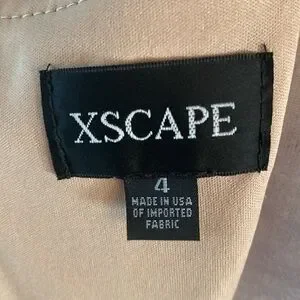 XSCAPE
4
MADE IN USA
OF IMPORTED
FABRIC